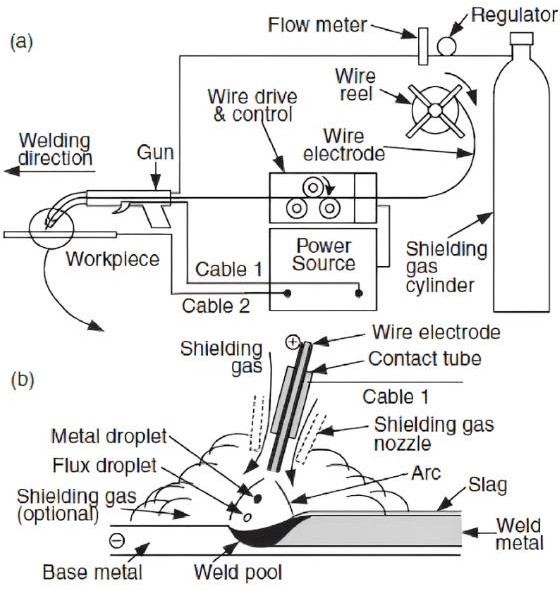 (a)
Flow meter
Regulator
Wire
reel
Wire drive
& control
Wire
electrode
Welding
direction
Gun
Workpiece
Power
Source
Cable 1
Cable 2
Shielding
gas
cylinder
(b)
Shielding
gas
+
Wire electrode
Contact tube
Cable 1
Shielding gas
nozzle
Metal droplet
Flux droplet
Shielding gas
(optional)
Arc
Slag
Weld
metal
−
Base metal
Weld pool